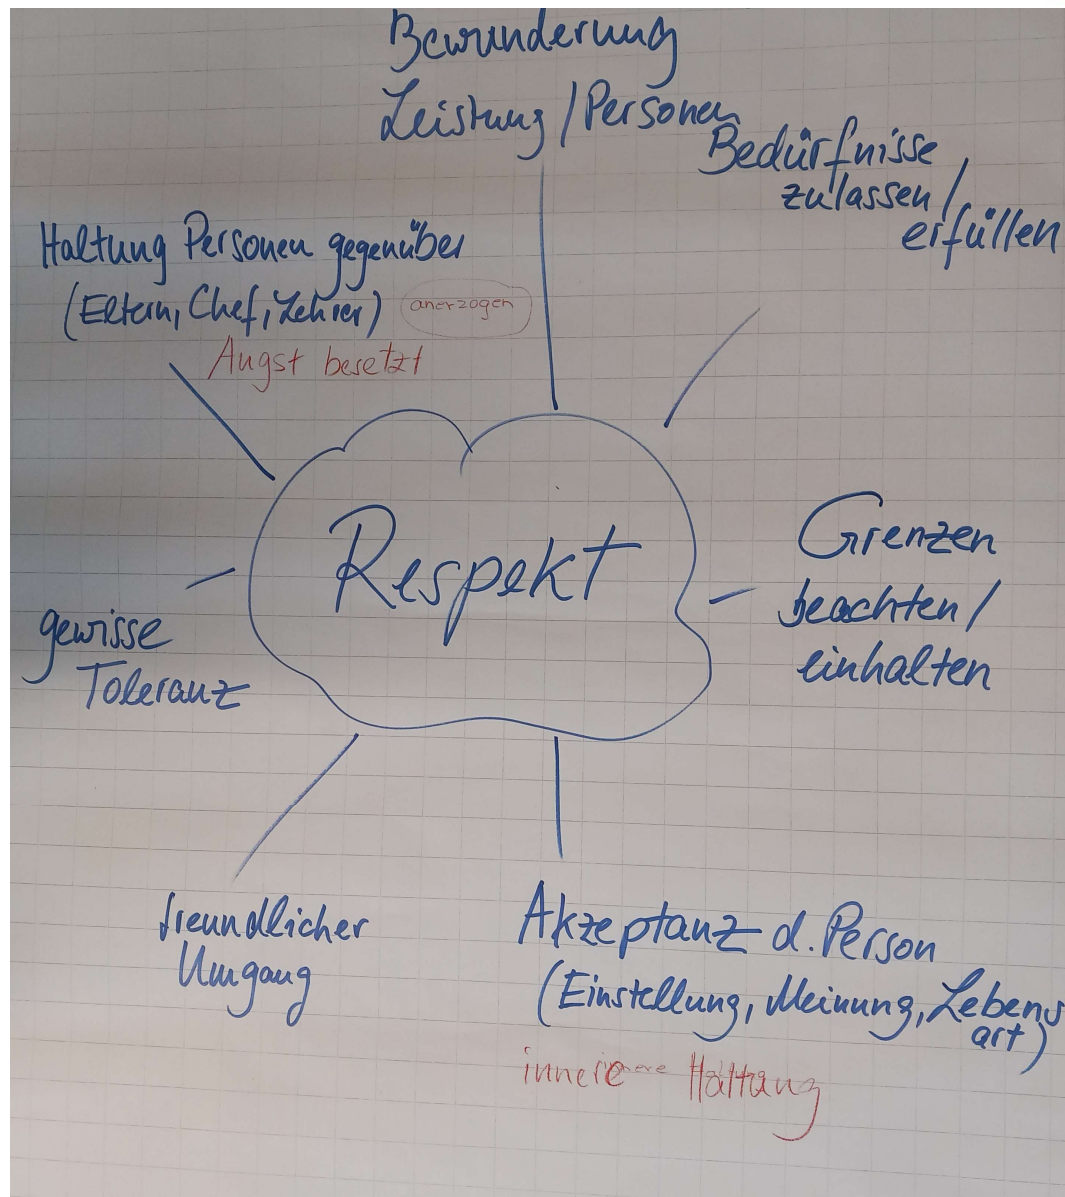 Bewunderung
Leistung / Personen
Bedürfnisse
zulassen /
erfüllen
Haltung Personen gegenüber
(Eltern, Chef, Lehrer) anerzogen
Angst besetzt
Respekt
Grenzen
beachten /
einhalten
gewisse
Toleranz
freundlicher
Umgang
Akzeptanz d. Person
(Einstellung, Meinung, Lebens
art)
innere Haltung